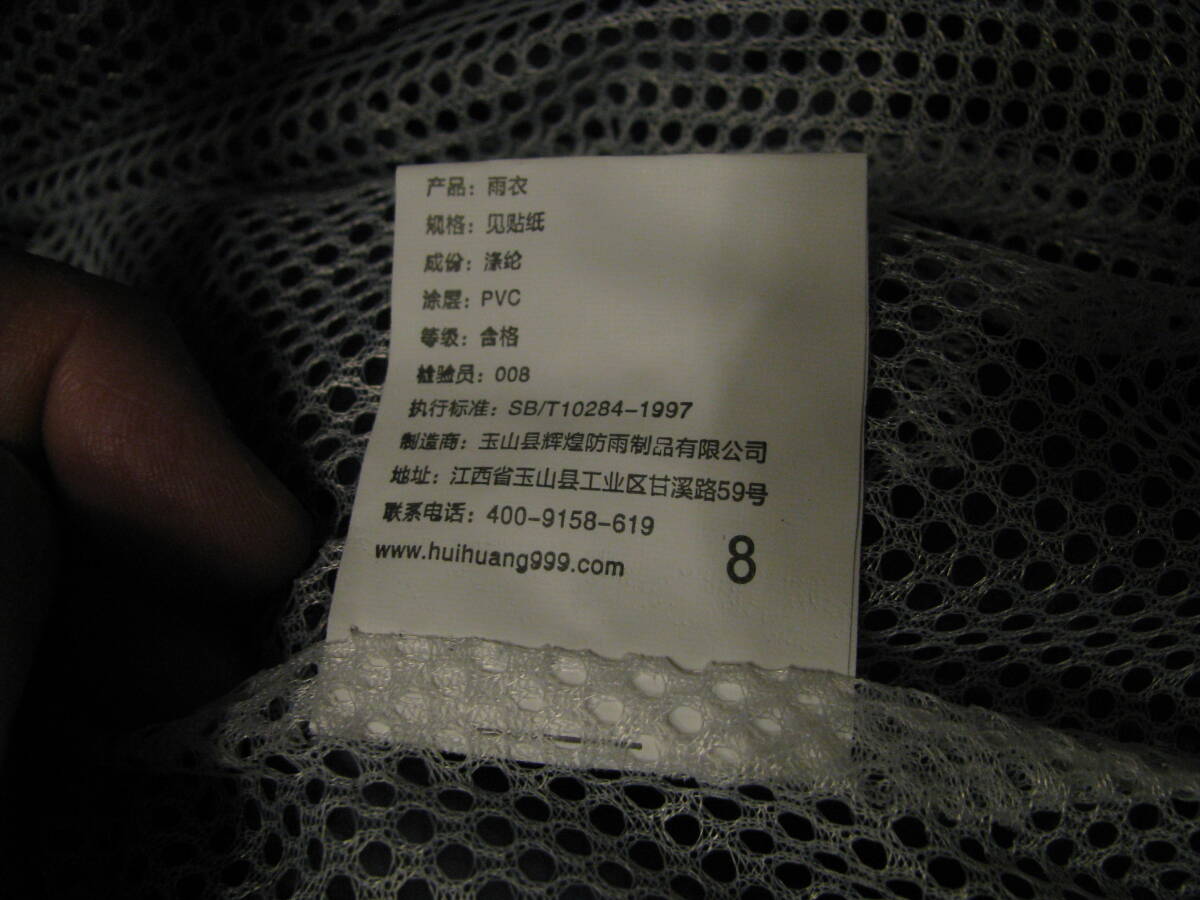 产品：雨衣
规格：见贴纸
成份：涤纶
涂层：PVC
等级：合格
检验员：008
执行标准：SB/T10284-1997
制造商：玉山县辉煌防雨制品有限公司
地址：江西省玉山县工业区甘溪路59号
联系电话：400-9158-619
www.huihuang999.com
8